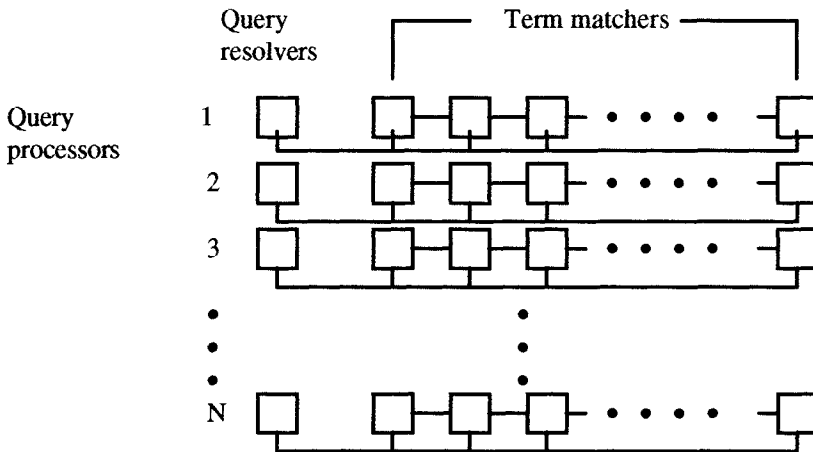 Query
resolvers
Term matchers
Query
processors
1
2
3
N